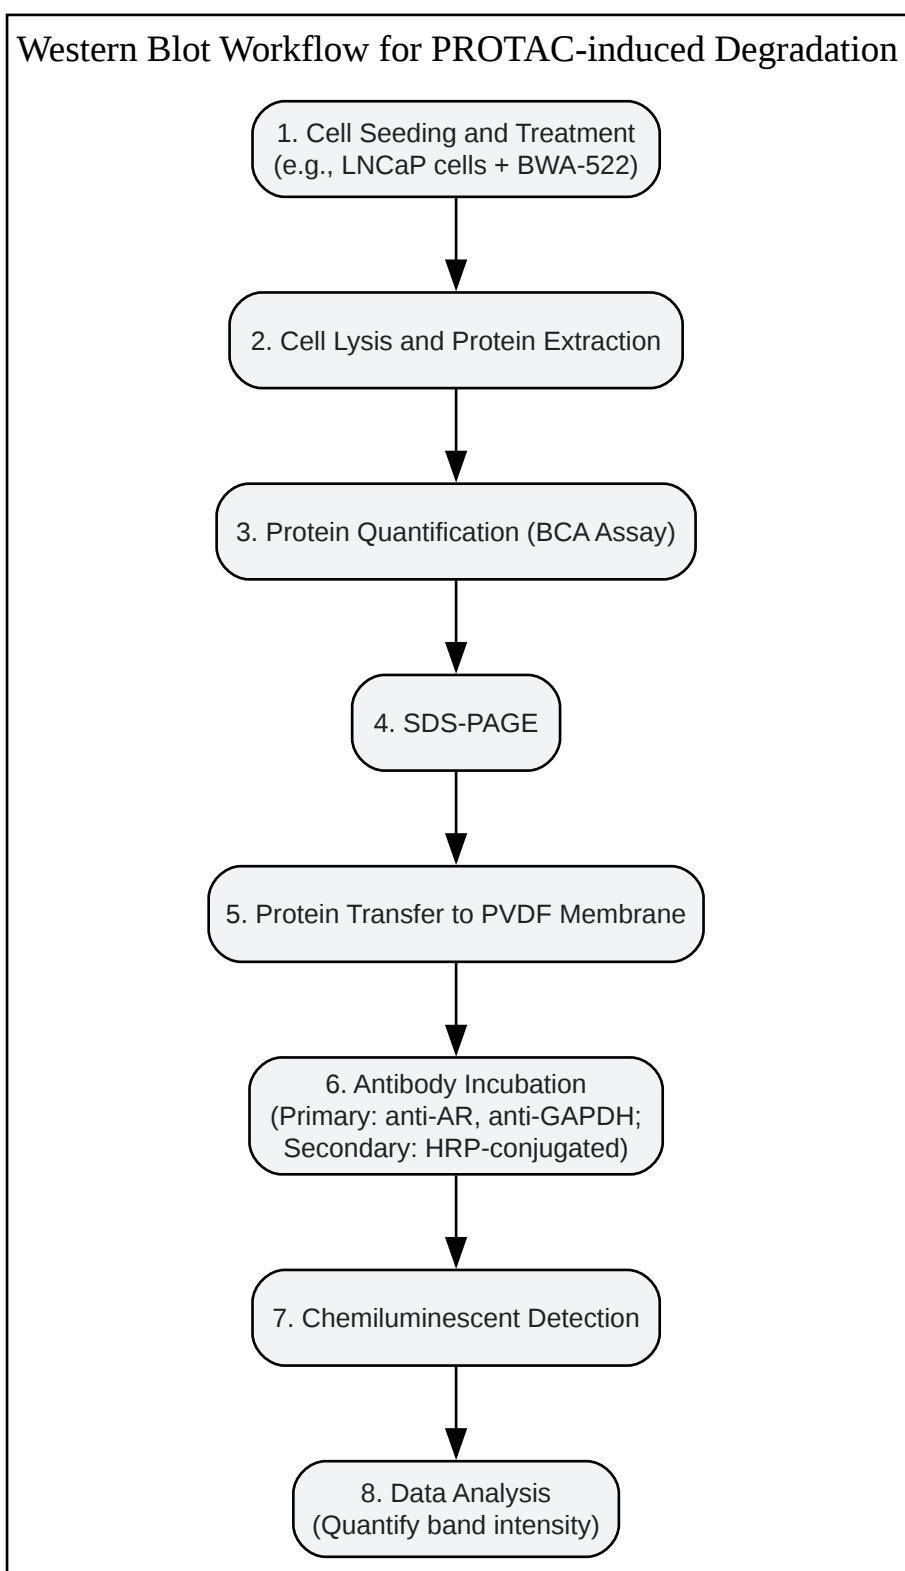 Western Blot Workflow for PROTAC-induced Degradation
1. Cell Seeding and Treatment
(e.g., LNCaP cells + BWA-522)
2. Cell Lysis and Protein Extraction
3. Protein Quantification (BCA Assay)
4. SDS-PAGE
5. Protein Transfer to PVDF Membrane
6. Antibody Incubation
(Primary: anti-AR, anti-GAPDH;
Secondary: HRP-conjugated)
7. Chemiluminescent Detection
8. Data Analysis
(Quantify band intensity)